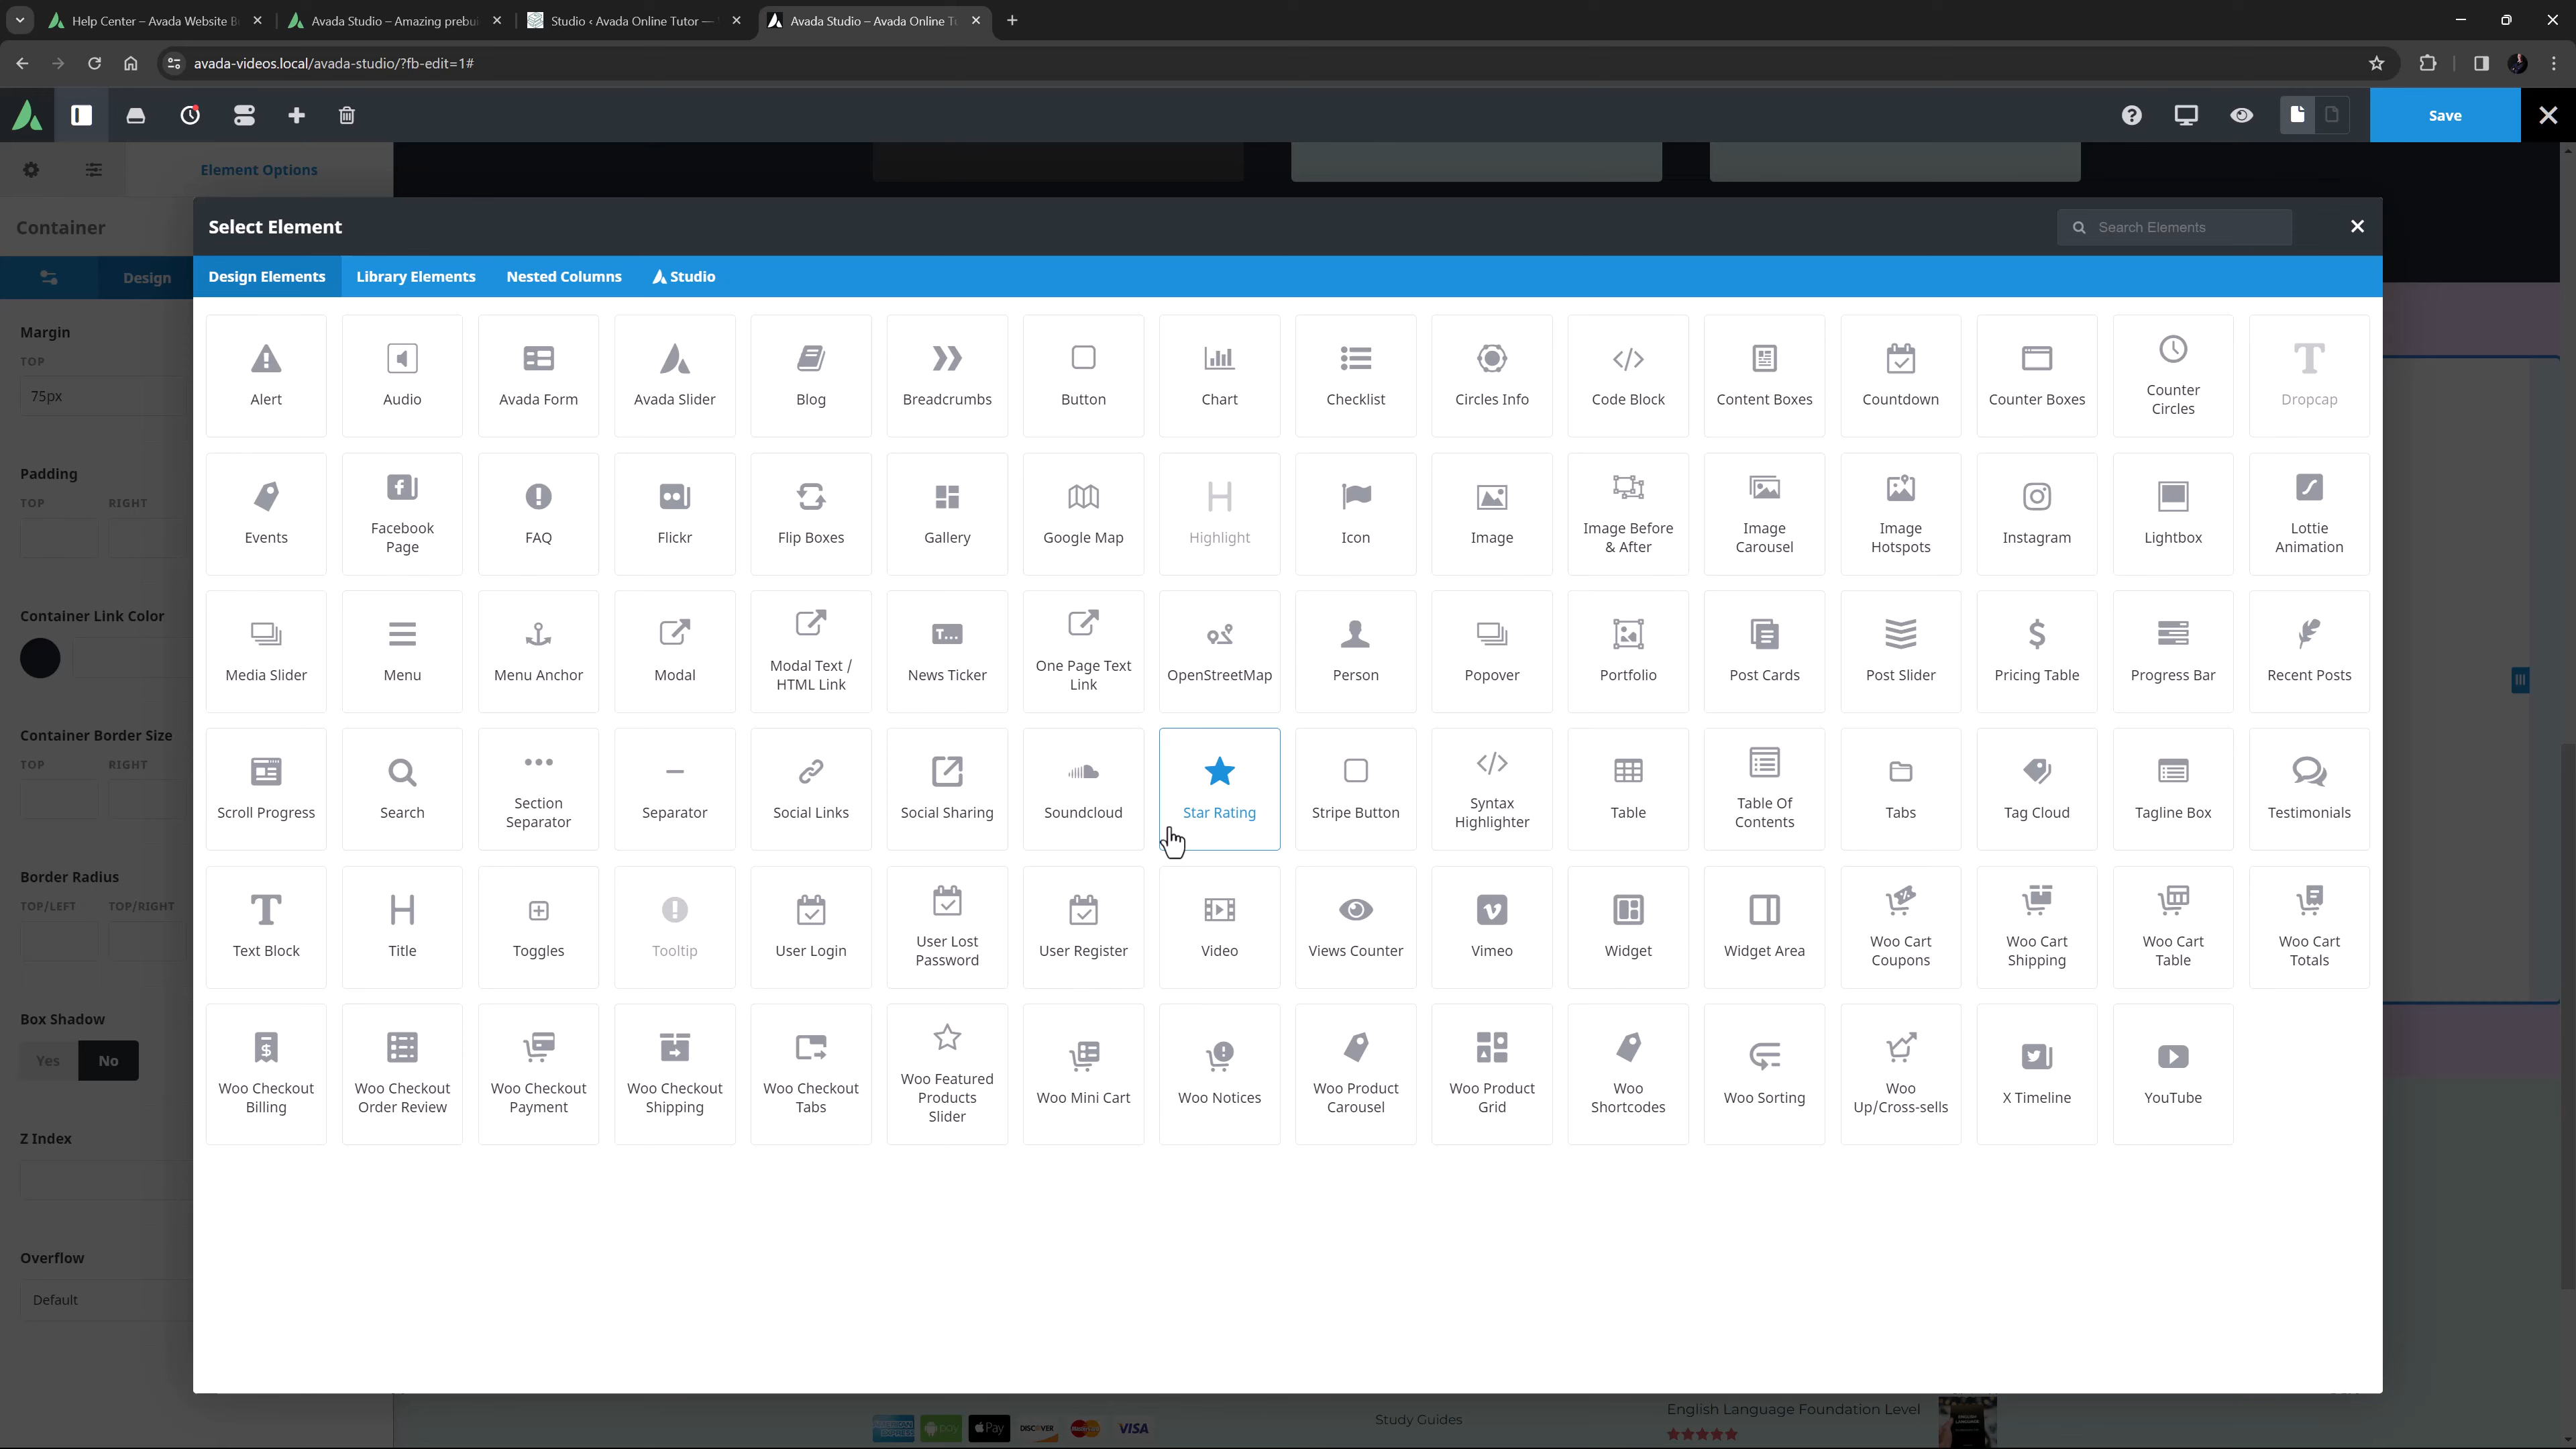 Help Center – Avada Website B
Avada Studio – Amazing prebui
Studio ‹ Avada Online Tutor —
Avada Studio – Avada Online T
avada-videos.local/avada-studio/?fb-edit=1#
Save
Element Options
Container
Design
Margin
TOP
75px
Padding
TOP RIGHT
Container Link Color
Container Border Size
TOP RIGHT
Border Radius
TOP/LEFT TOP/RIGHT
Box Shadow
Yes No
Z Index
Overflow
Default
Select Element
Search Elements
Design Elements Library Elements Nested Columns Studio
Alert Audio Avada Form Avada Slider Blog Breadcrumbs Button Chart Checklist Circles Info Code Block Content Boxes Countdown Counter Boxes Counter Circles Dropcap
Events Facebook Page FAQ Flickr Flip Boxes Gallery Google Map Highlight Icon Image Image Before & After Image Carousel Image Hotspots Instagram Lightbox Lottie Animation
Media Slider Menu Menu Anchor Modal Modal Text / HTML Link News Ticker One Page Text Link OpenStreetMap Person Popover Portfolio Post Cards Post Slider Pricing Table Progress Bar Recent Posts
Scroll Progress Search Section Separator Separator Social Links Social Sharing Soundcloud Star Rating Stripe Button Syntax Highlighter Table Table Of Contents Tabs Tag Cloud Tagline Box Testimonials
Text Block Title Toggles Tooltip User Login User Lost Password User Register Video Views Counter Vimeo Widget Widget Area Woo Cart Coupons Woo Cart Shipping Woo Cart Table Woo Cart Totals
Woo Checkout Billing Woo Checkout Order Review Woo Checkout Payment Woo Checkout Shipping Woo Checkout Tabs Woo Featured Products Slider Woo Mini Cart Woo Notices Woo Product Carousel Woo Product Grid Woo Shortcodes Woo Sorting Woo Up/Cross-sells X Timeline YouTube
Pay DISCOVER VISA
Study Guides
English Language Foundation Level